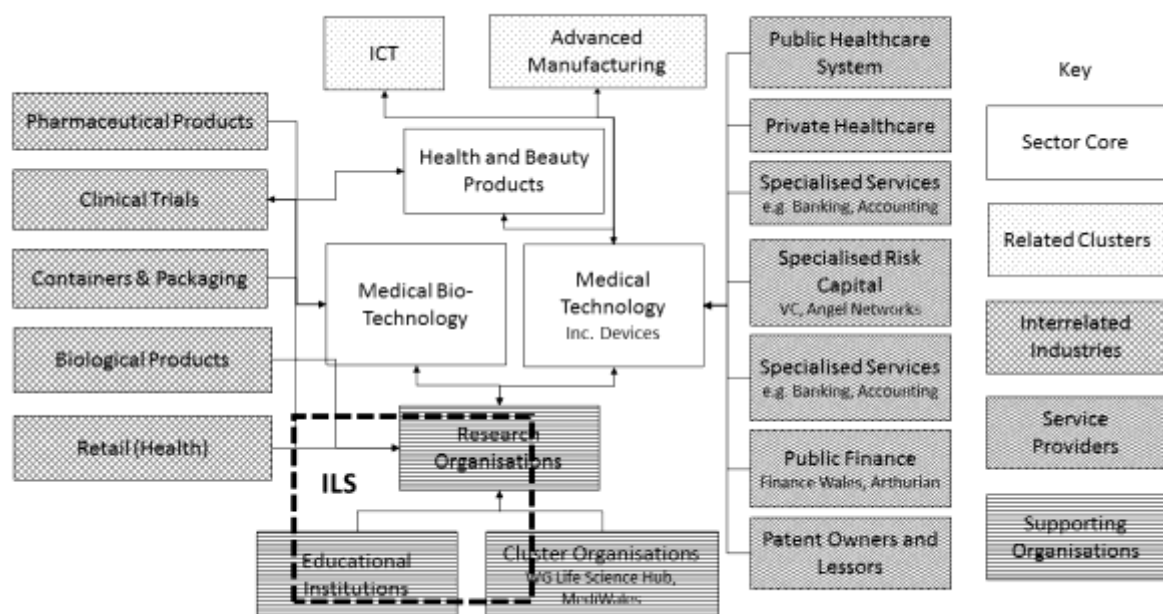 ICT
Advanced
Manufacturing
Public Healthcare
System
Key
Pharmaceutical Products
Private Healthcare
Sector Core
Health and Beauty
Products
Clinical Trials
Specialised Services
e.g. Banking, Accounting
Related Clusters
Containers & Packaging
Medical Bio-
Technology
Medical
Technology
Inc. Devices
Specialised Risk
Capital
VC, Angel Networks
Interrelated
Industries
Biological Products
Specialised Services
e.g. Banking, Accounting
Retail (Health)
Research
Organisations
ILS
Service
Providers
Public Finance
Finance Wales, Arthurian
Educational
Institutions
Cluster Organisations
WG Life Science Hub,
MediWales
Patent Owners and
Lessors
Supporting
Organisations